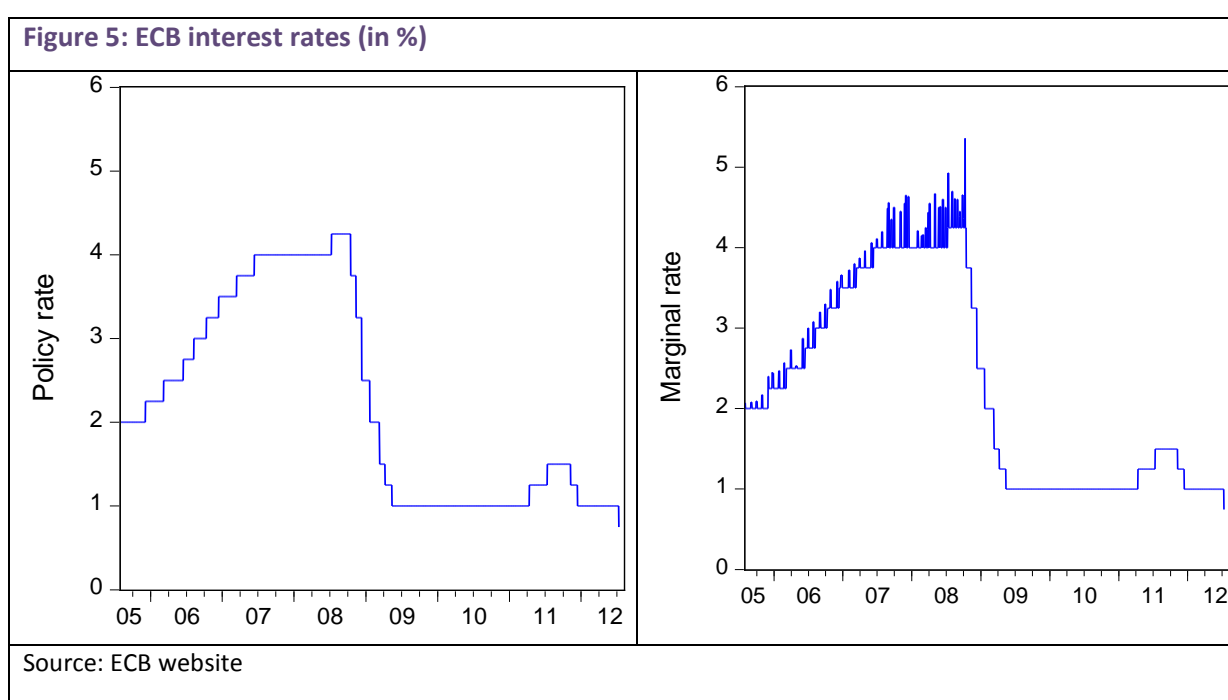 Figure 5: ECB interest rates (in %)
6
5
4
3
2
1
0
Policy rate
05 06 07 08 09 10 11 12
6
5
4
3
2
1
0
Marginal rate
05 06 07 08 09 10 11 12
Source: ECB website